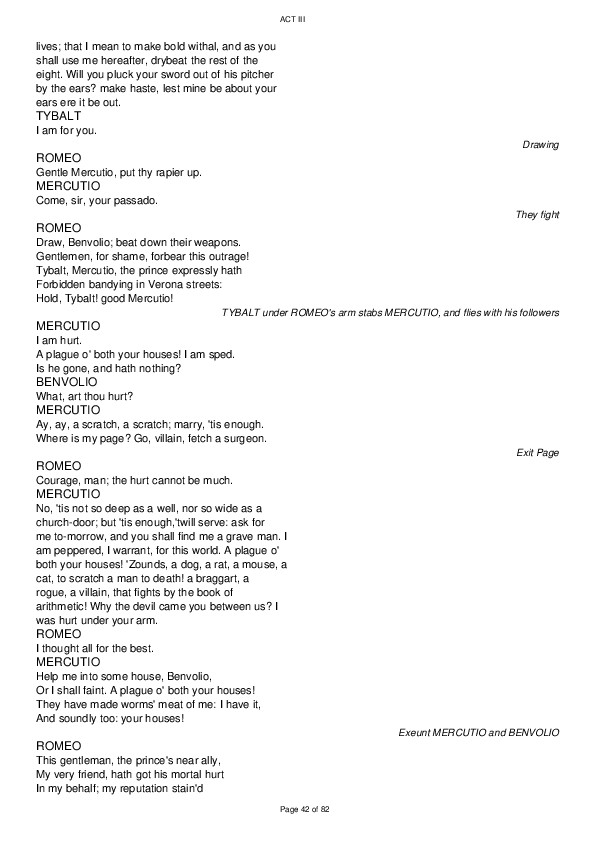 ACT III
lives; that I mean to make bold withal, and as you
shall use me hereafter, drybeat the rest of the
eight. Will you pluck your sword out of his pitcher
by the ears? make haste, lest mine be about your
ears ere it be out.
TYBALT
I am for you.
Drawing
ROMEO
Gentle Mercutio, put thy rapier up.
MERCUTIO
Come, sir, your passado.
They fight
ROMEO
Draw, Benvolio; beat down their weapons.
Gentlemen, for shame, forbear this outrage!
Tybalt, Mercutio, the prince expressly hath
Forbidden bandying in Verona streets:
Hold, Tybalt! good Mercutio!
TYBALT under ROMEO's arm stabs MERCUTIO, and flies with his followers
MERCUTIO
I am hurt.
A plague o' both your houses! I am sped.
Is he gone, and hath nothing?
BENVOLIO
What, art thou hurt?
MERCUTIO
Ay, ay, a scratch, a scratch; marry, 'tis enough.
Where is my page? Go, villain, fetch a surgeon.
Exit Page
ROMEO
Courage, man; the hurt cannot be much.
MERCUTIO
No, 'tis not so deep as a well, nor so wide as a
church-door; but 'tis enough,'twill serve: ask for
me to-morrow, and you shall find me a grave man. I
am peppered, I warrant, for this world. A plague o'
both your houses! 'Zounds, a dog, a rat, a mouse, a
cat, to scratch a man to death! a braggart, a
rogue, a villain, that fights by the book of
arithmetic! Why the devil came you between us? I
was hurt under your arm.
ROMEO
I thought all for the best.
MERCUTIO
Help me into some house, Benvolio,
Or I shall faint. A plague o' both your houses!
They have made worms' meat of me: I have it,
And soundly too: your houses!
Exeunt MERCUTIO and BENVOLIO
ROMEO
This gentleman, the prince's near ally,
My very friend, hath got his mortal hurt
In my behalf; my reputation stain'd
Page 42 of 82